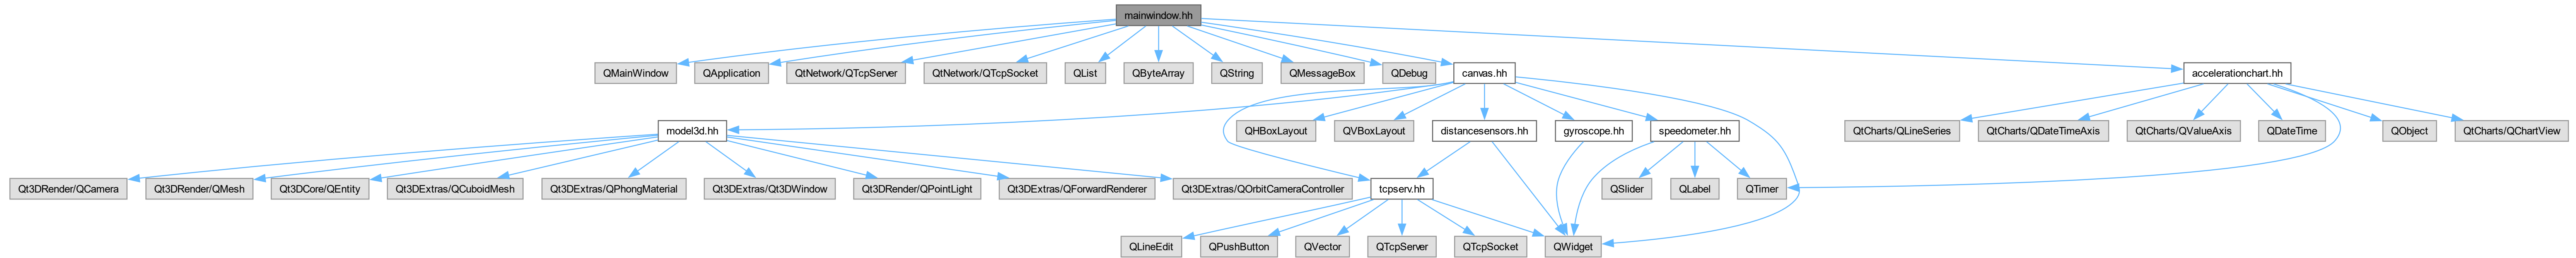 mainwindow.hh
QMainWindow
QApplication
QtNetwork/QTcpServer
QtNetwork/QTcpSocket
QList
QByteArray
QString
QMessageBox
QDebug
canvas.hh
accelerationchart.hh
model3d.hh
QHBoxLayout
QVBoxLayout
distancesensors.hh
gyroscope.hh
speedometer.hh
QtCharts/QLineSeries
QtCharts/QDateTimeAxis
QtCharts/QValueAxis
QDateTime
QObject
QtCharts/QChartView
Qt3DRender/QCamera
Qt3DRender/QMesh
Qt3DCore/QEntity
Qt3DExtras/QCuboidMesh
Qt3DExtras/QPhongMaterial
Qt3DExtras/Qt3DWindow
Qt3DRender/QPointLight
Qt3DExtras/QForwardRenderer
Qt3DExtras/QOrbitCameraController
tcpserv.hh
QSlider
QLabel
QTimer
QLineEdit
QPushButton
QVector
QTcpServer
QTcpSocket
QWidget